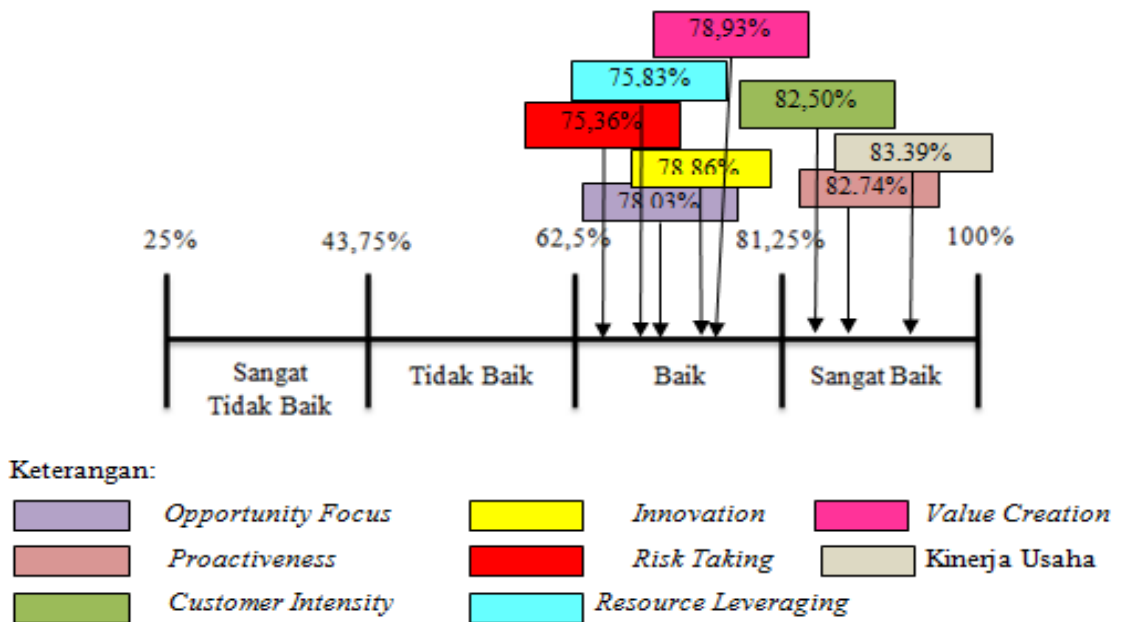 78,93%
75,83%
82,50%
75,36%
83.39%
78.86%
82.74%
78.03%
25% 43,75% 62,5% 81,25% 100%
Sangat Tidak Baik Baik Sangat Baik
Tidak Baik
Keterangan:
Opportunity Focus Innovation Value Creation
Proactiveness Risk Taking Kinerja Usaha
Customer Intensity Resource Leveraging